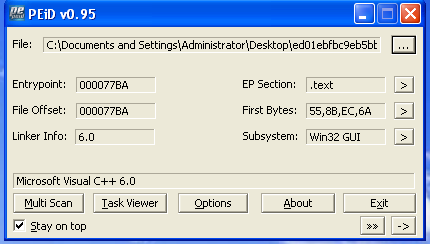 PEiD v0.95
File: C:\Documents and Settings\Administrator\Desktop\ed01ebfbc9eb5bb ...
Entrypoint: 000077BA EP Section: .text >
File Offset: 000077BA First Bytes: 55,8B,EC,6A >
Linker Info: 6.0 Subsystem: Win32 GUI >
Microsoft Visual C++ 6.0
Multi Scan Task Viewer Options About Exit
Stay on top >> ->